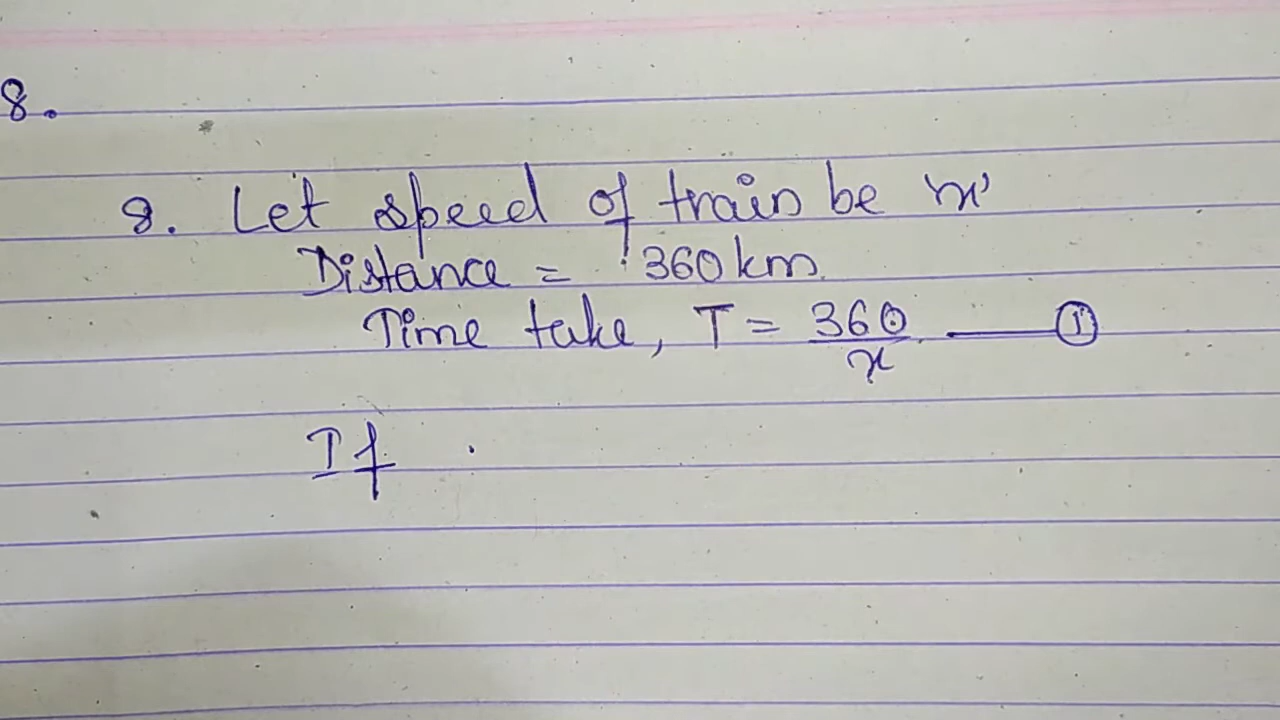 8.
8. Let speed of train be 'x'
Distance = 360 km.
Time take, T = 360/x ——— ①
If